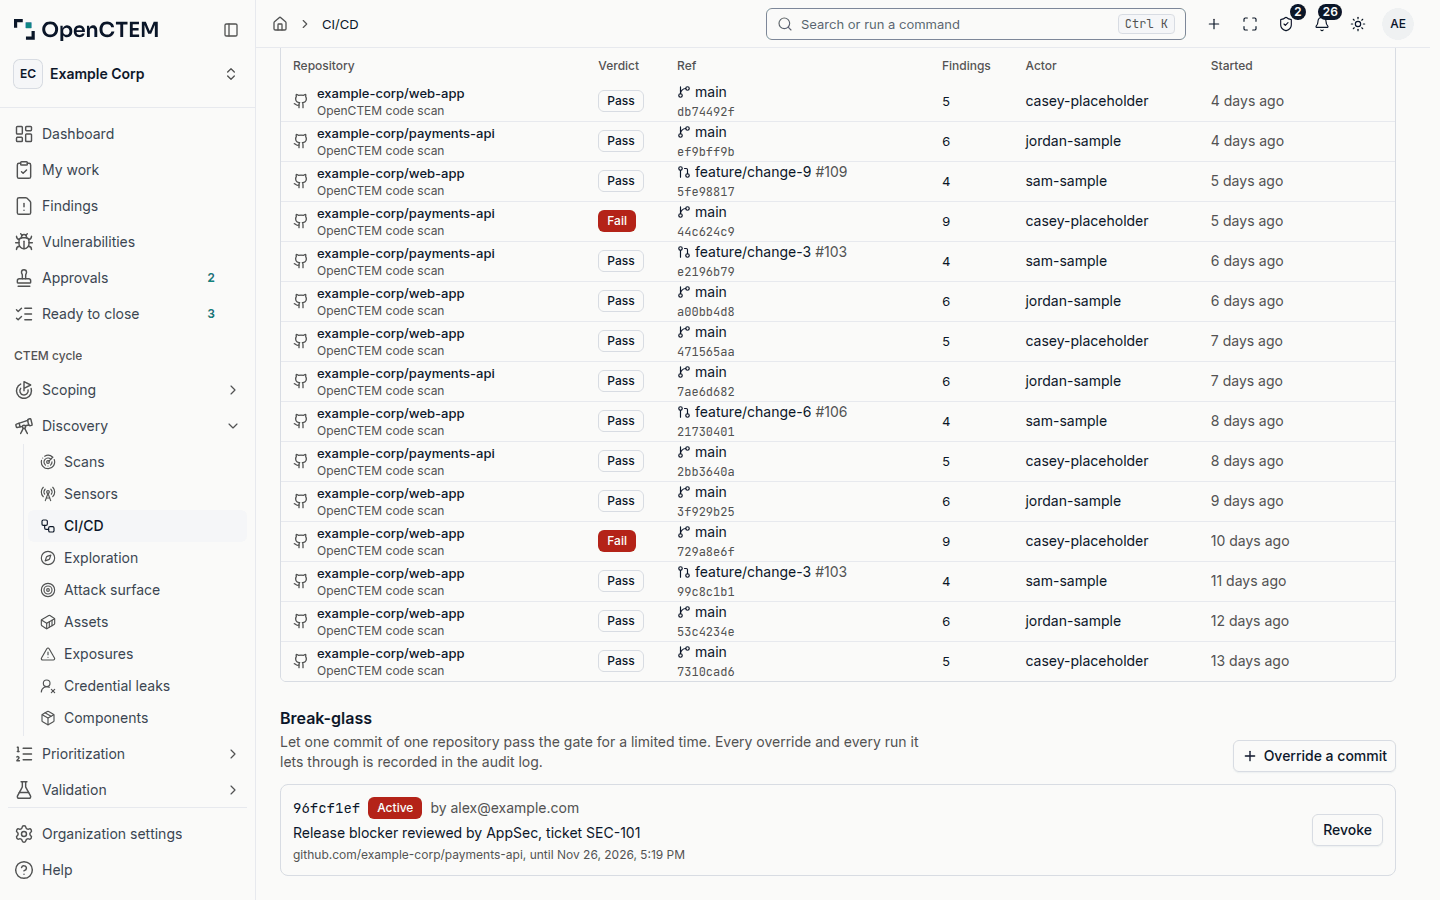 OpenCTEM
CI/CD
Search or run a command
Ctrl K
2
26
AE
EC
Example Corp
Dashboard
My work
Findings
Vulnerabilities
Approvals 2
Ready to close 3
CTEM cycle
Scoping
Discovery
Scans
Sensors
CI/CD
Exploration
Attack surface
Assets
Exposures
Credential leaks
Components
Prioritization
Validation
Organization settings
Help
Repository Verdict Ref Findings Actor Started
example-corp/web-app
OpenCTEM code scan
Pass
main
db74492f
5
casey-placeholder
4 days ago
example-corp/payments-api
OpenCTEM code scan
Pass
main
ef9bff9b
6
jordan-sample
4 days ago
example-corp/web-app
OpenCTEM code scan
Pass
feature/change-9 #109
5fe98817
4
sam-sample
5 days ago
example-corp/payments-api
OpenCTEM code scan
Fail
main
44c624c9
9
casey-placeholder
5 days ago
example-corp/payments-api
OpenCTEM code scan
Pass
feature/change-3 #103
e2196b79
4
sam-sample
6 days ago
example-corp/web-app
OpenCTEM code scan
Pass
main
a00bb4d8
6
jordan-sample
6 days ago
example-corp/web-app
OpenCTEM code scan
Pass
main
471565aa
5
casey-placeholder
7 days ago
example-corp/payments-api
OpenCTEM code scan
Pass
main
7ae6d682
6
jordan-sample
7 days ago
example-corp/web-app
OpenCTEM code scan
Pass
feature/change-6 #106
21730401
4
sam-sample
8 days ago
example-corp/payments-api
OpenCTEM code scan
Pass
main
2bb3640a
5
casey-placeholder
8 days ago
example-corp/web-app
OpenCTEM code scan
Pass
main
3f929b25
6
jordan-sample
9 days ago
example-corp/web-app
OpenCTEM code scan
Fail
main
729a8e6f
9
casey-placeholder
10 days ago
example-corp/web-app
OpenCTEM code scan
Pass
feature/change-3 #103
99c8c1b1
4
sam-sample
11 days ago
example-corp/web-app
OpenCTEM code scan
Pass
main
53c4234e
6
jordan-sample
12 days ago
example-corp/web-app
OpenCTEM code scan
Pass
main
7310cad6
5
casey-placeholder
13 days ago
Break-glass
Let one commit of one repository pass the gate for a limited time. Every override and every run it
lets through is recorded in the audit log.
Override a commit
96fcf1ef Active by alex@example.com
Release blocker reviewed by AppSec, ticket SEC-101
github.com/example-corp/payments-api, until Nov 26, 2026, 5:19 PM
Revoke